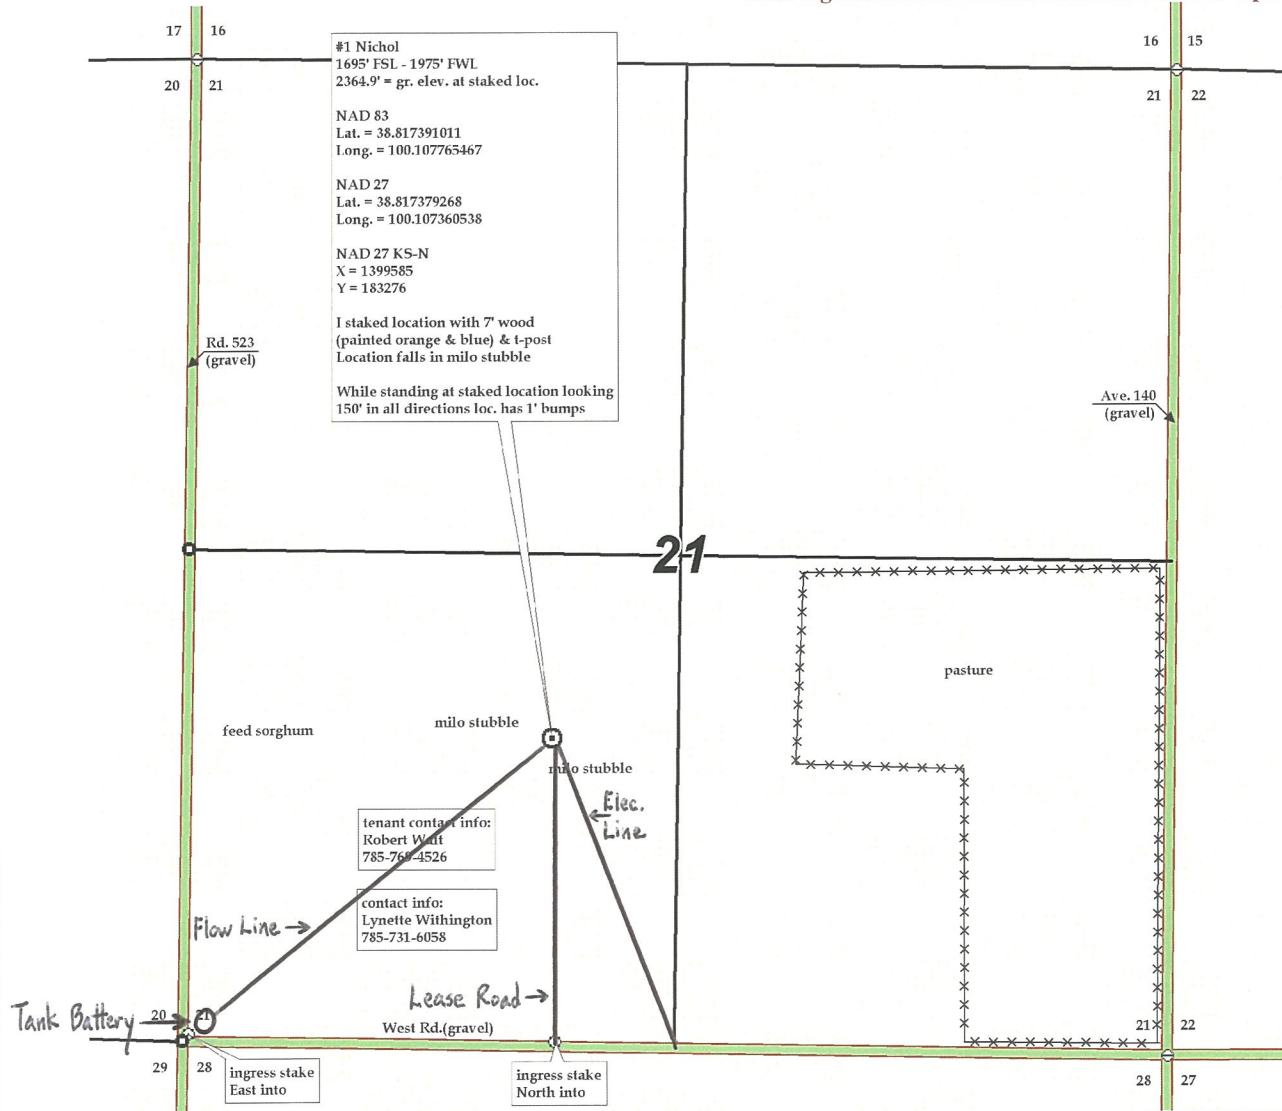 17 16
20 21
16 15
21 22
#1 Nichol
1695' FSL - 1975' FWL
2364.9' = gr. elev. at staked loc.
NAD 83
Lat. = 38.817391011
Long. = 100.107765467
NAD 27
Lat. = 38.817379268
Long. = 100.107360538
NAD 27 KS-N
X = 1399585
Y = 183276
I staked location with 7' wood
(painted orange & blue) & t-post
Location falls in milo stubble
While standing at staked location looking
150' in all directions loc. has 1' bumps
Rd. 523
(gravel)
Ave. 140
(gravel)
21
pasture
feed sorghum
milo stubble
milo stubble
Elec.
Line
tenant contact info:
Robert
785-769-4526
contact info:
Lynette Withington
785-731-6058
Flow Line
Lease Road
Tank Battery
20 21
29 28
West Rd.(gravel)
21 22
28 27
ingress stake
East into
ingress stake
North into